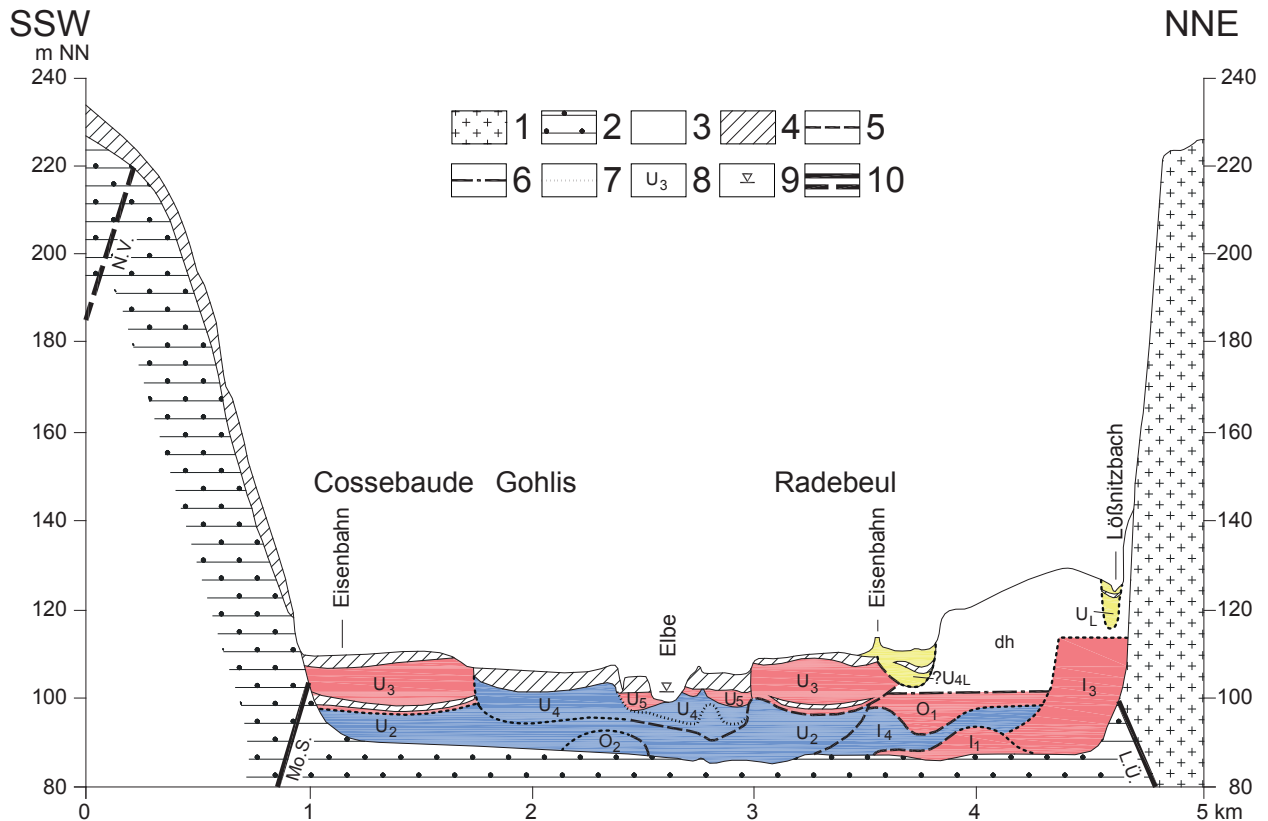 SSW
NNE
m NN
240
240
1
2
3
4
5
220
6
7
U3
8
9
10
220
N.V.
200
200
180
180
160
160
Cossebaude
Gohlis
Radebeul
140
140
Eisenbahn
Eisenbahn
Lößnitzbach
120
120
Elbe
UL
dh
?U4L
U3
U3
I3
100
U5
U5
100
U4
U4
O1
U2
U2
I4
O2
I1
Mo.S.
L.Ü.
80
80
0
1
2
3
4
5 km